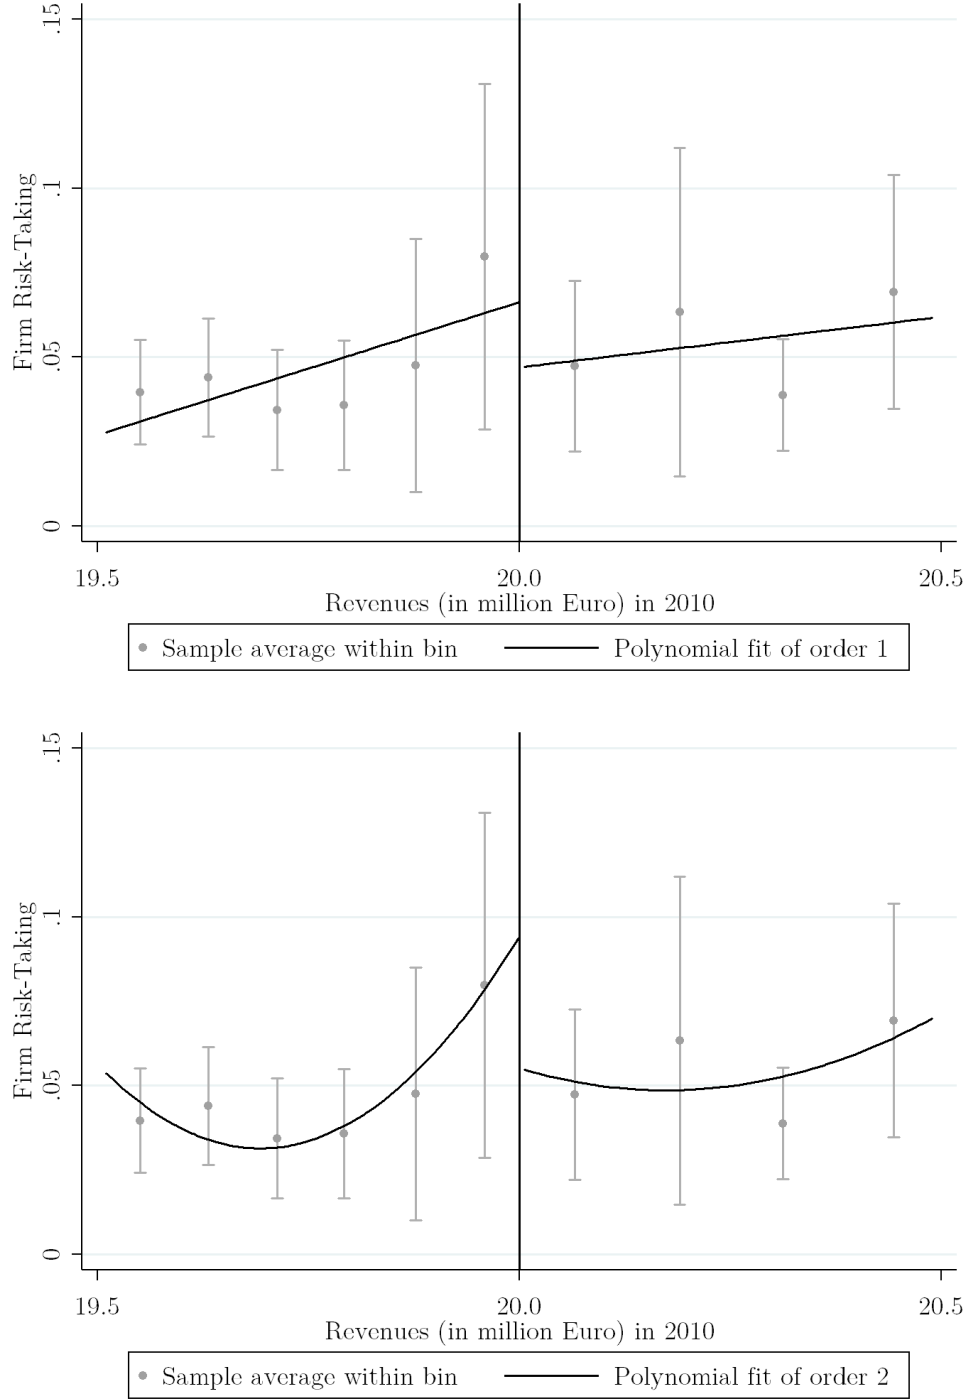 .15
.1
.05
0
Firm Risk-Taking
19.5 20.0 20.5
Revenues (in million Euro) in 2010
Sample average within bin Polynomial fit of order 1
.15
.1
.05
0
Firm Risk-Taking
19.5 20.0 20.5
Revenues (in million Euro) in 2010
Sample average within bin Polynomial fit of order 2